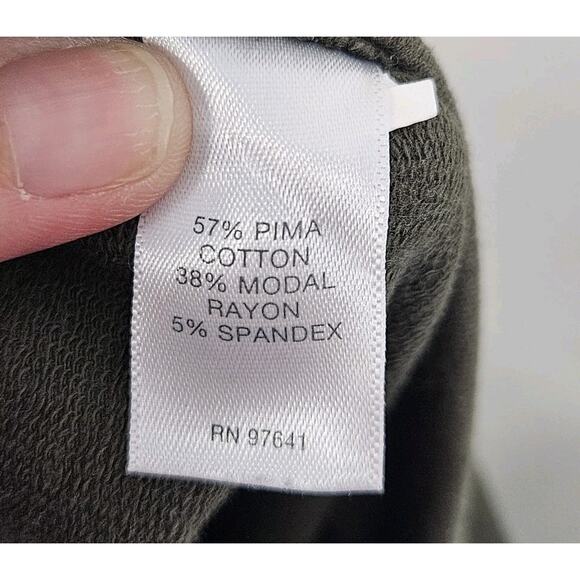 57% PIMA
COTTON
38% MODAL
RAYON
5% SPANDEX
RN 97641